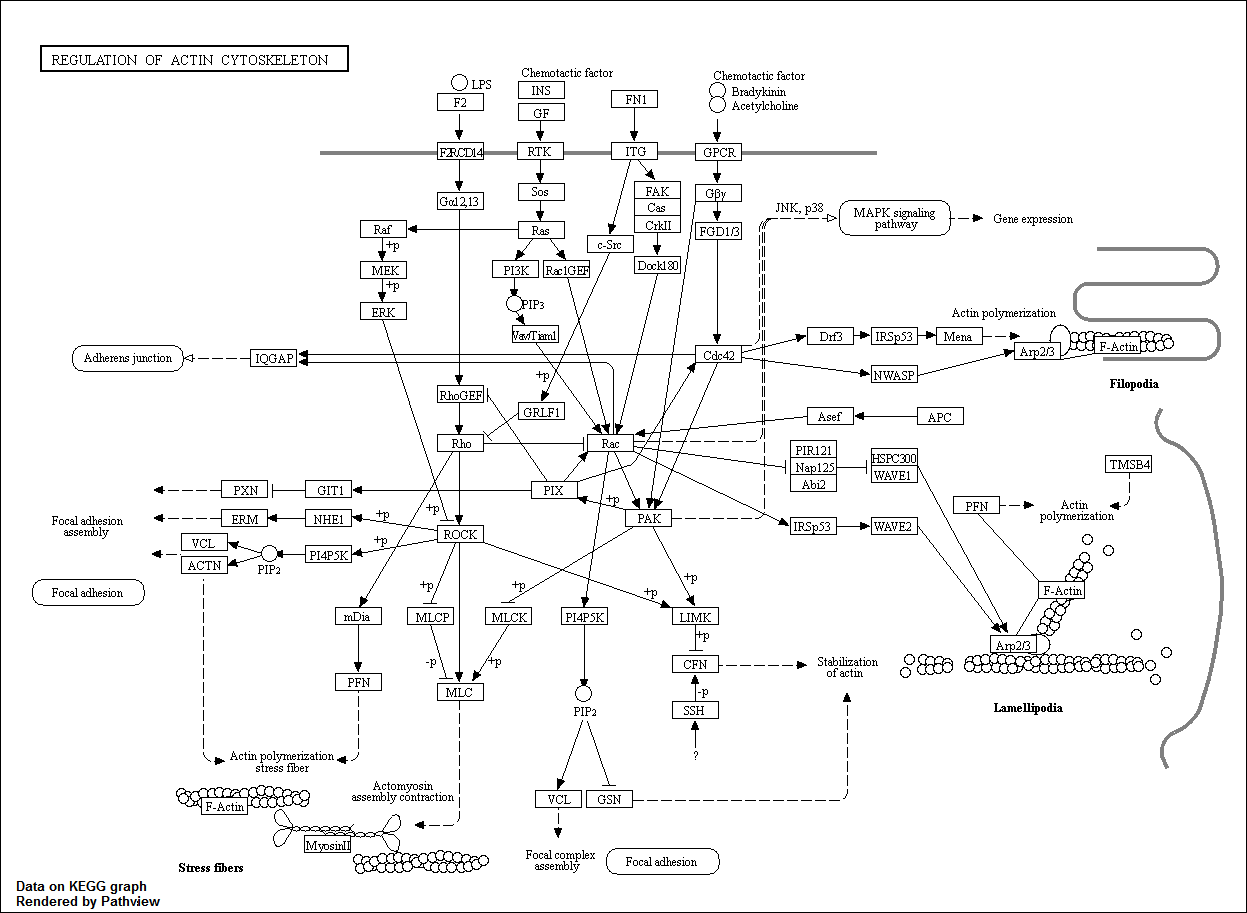 REGULATION OF ACTIN CYTOSKELETON
LPS
F2
Chemotactic factor
INS
GF
FN1
Chemotactic factor
Bradykinin
Acetylcholine
F2R
CD14
RTK
ITG
GPCR
Gα12,13
Sos
FAK
Cas
CrkII
Gβγ
JNK, p38
MAPK signaling
pathway
Gene expression
Raf
Ras
c-Src
FGD1/3
+p
MEK
PI3K
Rac1GEF
Dock180
+p
ERK
PIP3
Vav/Tiam1
Actin polymerization
Drf3
IRSp53
Mena
Arp2/3
F-Actin
Adherens junction
IQGAP
Cdc42
NWASP
Filopodia
+p
RhoGEF
GRLF1
Asef
APC
Rho
Rac
PIR121
Nap125
Abi2
HSPC300
WAVE1
TMSB4
PXN
GIT1
PIX
+p
PFN
Actin
polymerization
Focal adhesion
assembly
ERM
NHE1
+p
+p
ROCK
PAK
IRSp53
WAVE2
VCL
ACTN
PIP2
PI4P5K
+p
Focal adhesion
+p
+p
+p
+p
F-Actin
mDia
MLCP
MLCK
PI4P5K
LIMK
+p
Arp2/3
-p
+p
CFN
Stabilization
of actin
PFN
MLC
-p
SSH
PIP2
Lamellipodia
?
Actin polymerization
stress fiber
Actomyosin
assembly contraction
F-Actin
VCL
GSN
MyosinII
Stress fibers
Focal complex
assembly
Focal adhesion
Data on KEGG graph
Rendered by Pathview